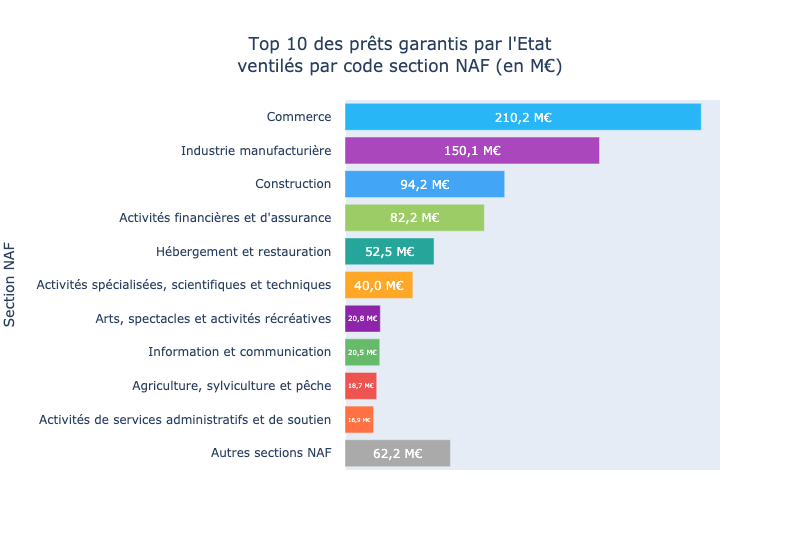 Top 10 des prêts garantis par l'Etat
ventilés par code section NAF (en M€)
Section NAF
Commerce 210,2 M€
Industrie manufacturière 150,1 M€
Construction 94,2 M€
Activités financières et d'assurance 82,2 M€
Hébergement et restauration 52,5 M€
Activités spécialisées, scientifiques et techniques 40,0 M€
Arts, spectacles et activités récréatives 20,8 M€
Information et communication 20,5 M€
Agriculture, sylviculture et pêche 18,7 M€
Activités de services administratifs et de soutien 16,9 M€
Autres sections NAF 62,2 M€